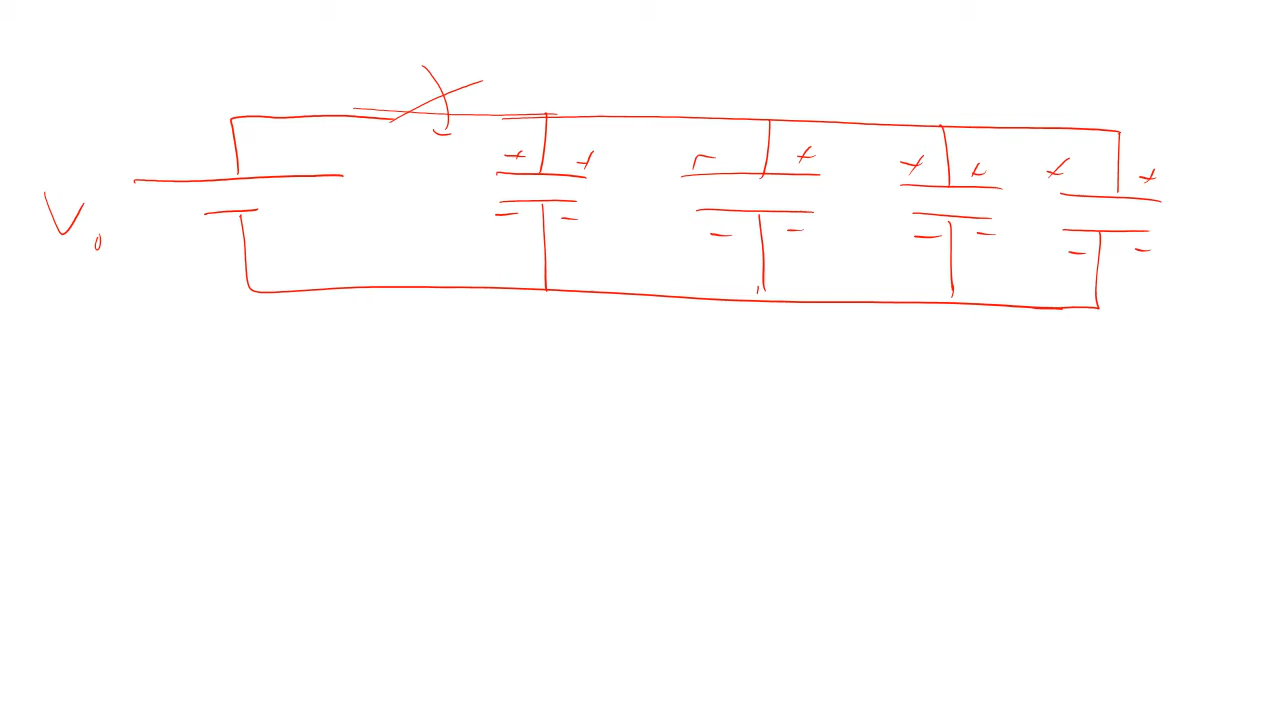 V₀
+ + + + + + + +
- - - - - - - -